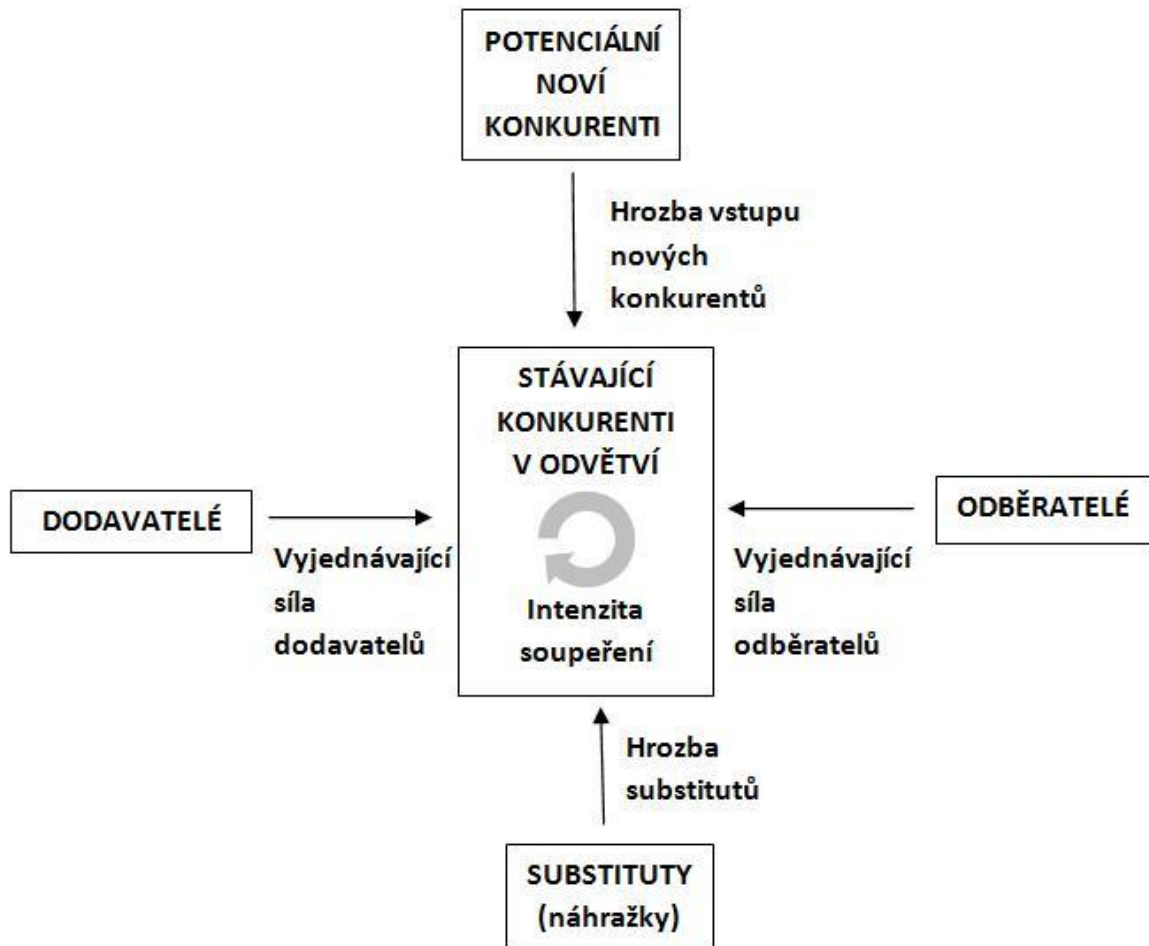 POTENCIÁLNÍ
NOVÍ
KONKURENTI
Hrozba vstupu
nových
konkurentů
STÁVAJÍCÍ
KONKURENTI
V ODVĚTVÍ
Intenzita
soupeření
DODAVATELÉ
Vyjednávající
síla
dodavatelů
ODBĚRATELÉ
Vyjednávající
síla
odběratelů
Hrozba
substitutů
SUBSTITUTY
(náhražky)